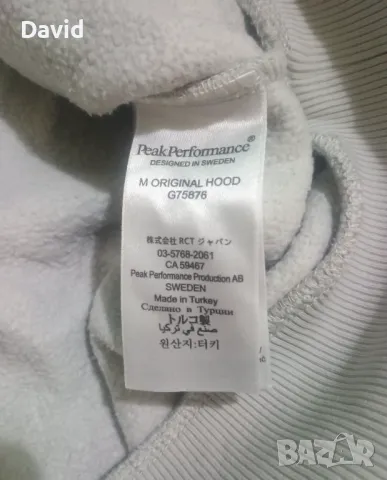 David
PeakPerformance®
DESIGNED IN SWEDEN
M ORIGINAL HOOD
G75876
株式会社 RCT ジャパン
03-5768-2061
CA 59467
Peak Performance Production AB
SWEDEN
Made in Turkey
Сделано в Турции
トルコ製
صنع في تركيا
원산지: 터키
bazar